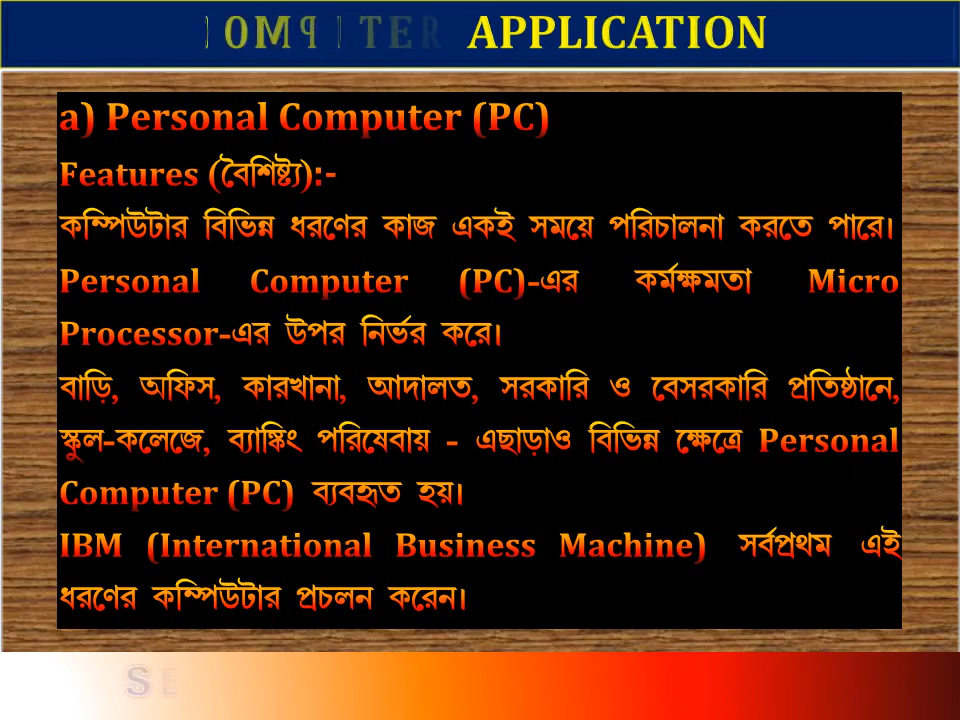 COMPUTER APPLICATION
a) Personal Computer (PC)
Features (বৈশিষ্ট্য):-
কম্পিউটার বিভিন্ন ধরণের কাজ একই সময়ে পরিচালনা করতে পারে।
Personal Computer (PC)-এর কর্মক্ষমতা Micro
Processor-এর উপর নির্ভর করে।
বাড়ি, অফিস, কারখানা, আদালত, সরকারি ও বেসরকারি প্রতিষ্ঠানে,
স্কুল-কলেজে, ব্যাঙ্কিং পরিষেবায় - এছাড়াও বিভিন্ন ক্ষেত্রে Personal
Computer (PC) ব্যবহৃত হয়।
IBM (International Business Machine) সর্বপ্রথম এই
ধরণের কম্পিউটার প্রচলন করেন।